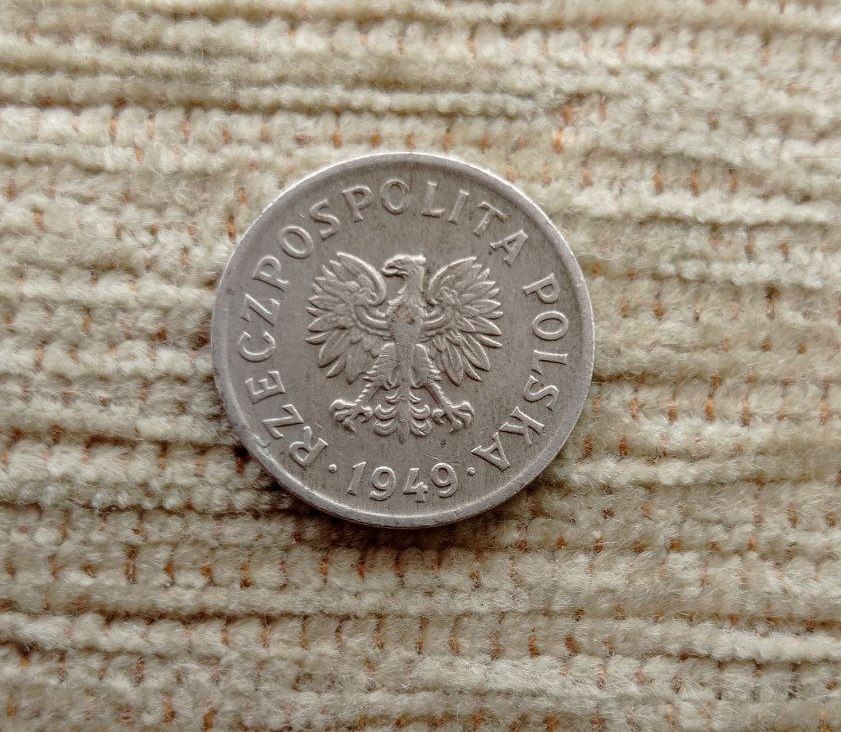 RZECZPOSPOLITA POLSKA
· 1949 ·